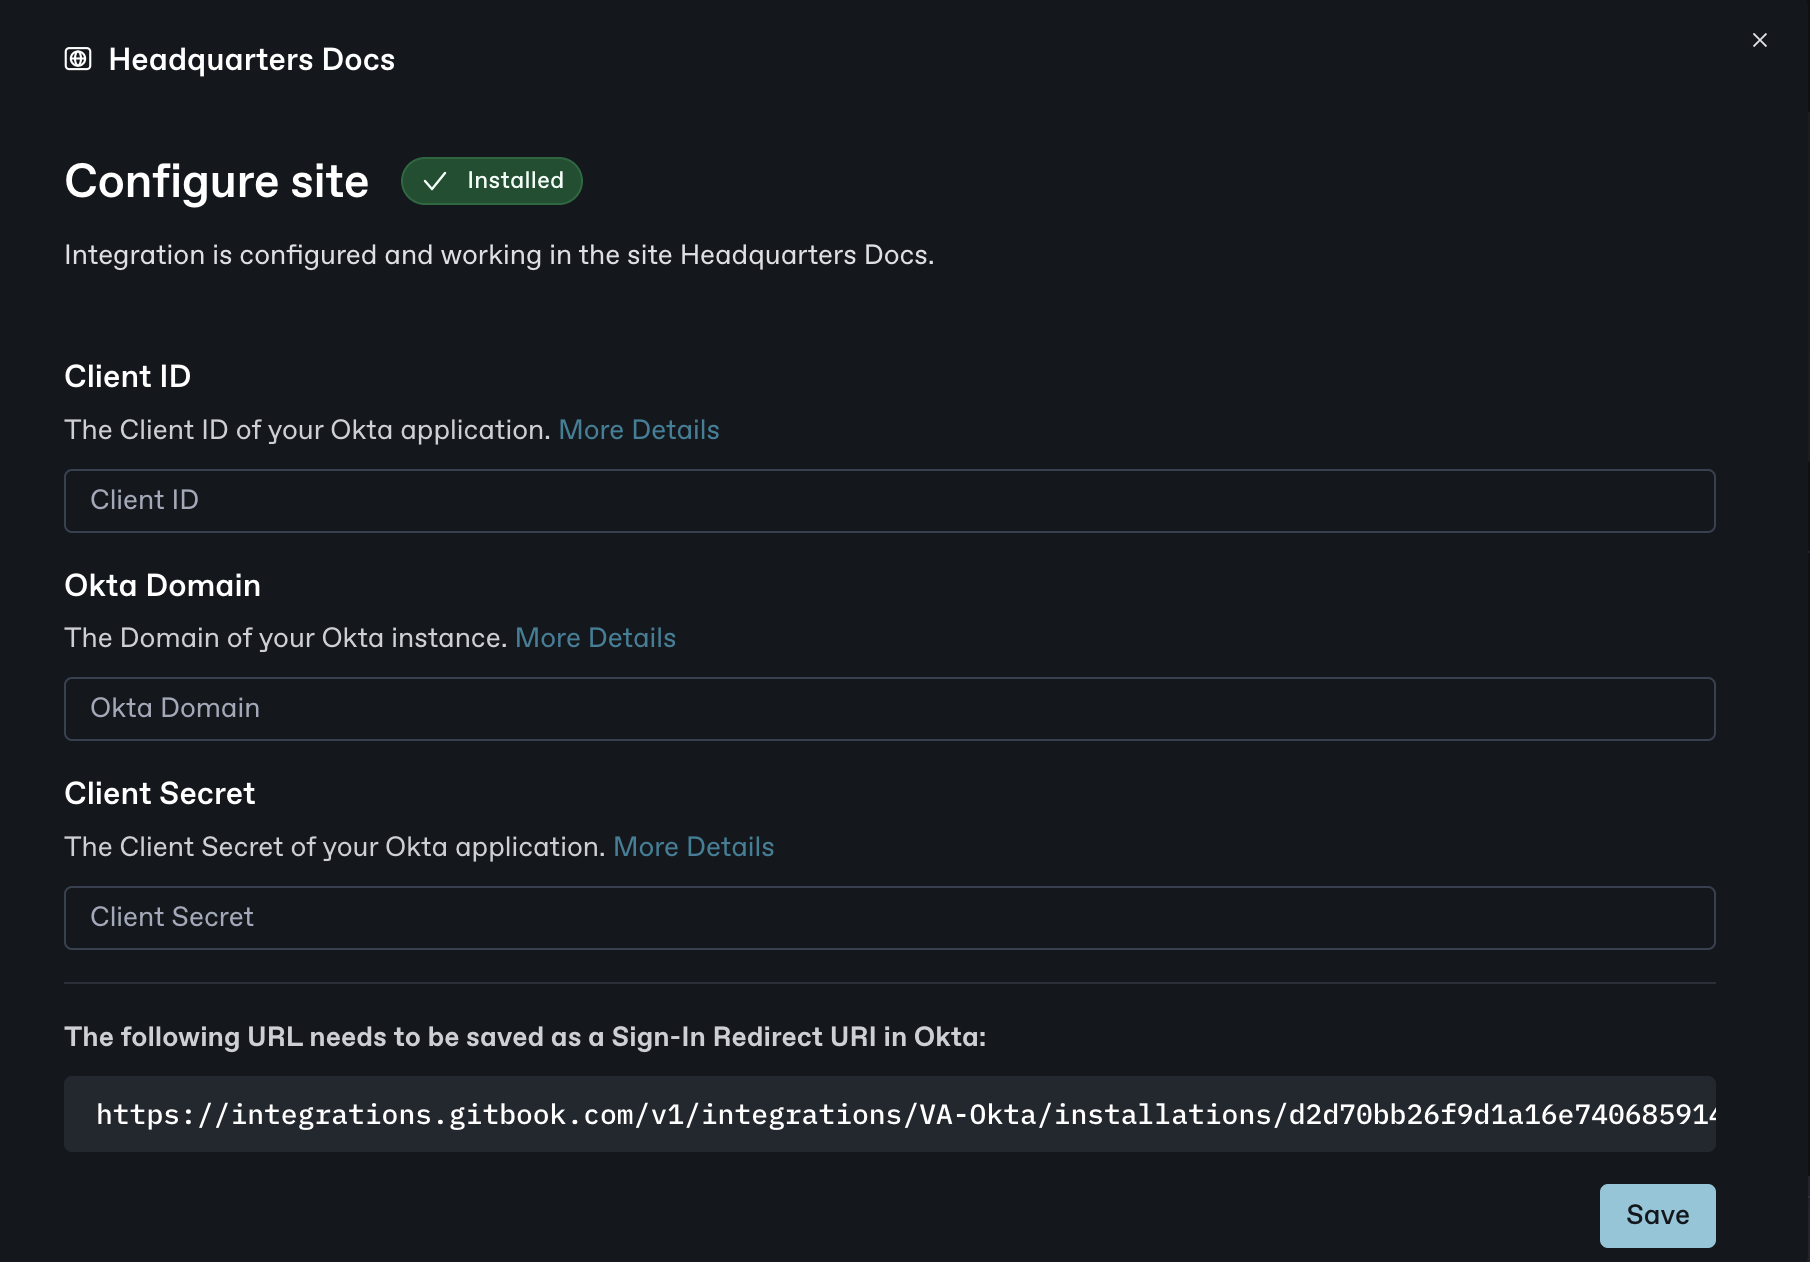 Headquarters Docs
Configure site
Installed
Integration is configured and working in the site Headquarters Docs.
Client ID
The Client ID of your Okta application. More Details
Client ID
Okta Domain
The Domain of your Okta instance. More Details
Okta Domain
Client Secret
The Client Secret of your Okta application. More Details
Client Secret
The following URL needs to be saved as a Sign-In Redirect URI in Okta:
https://integrations.gitbook.com/v1/integrations/VA-Okta/installations/d2d70bb26f9d1a16e740685914
Save